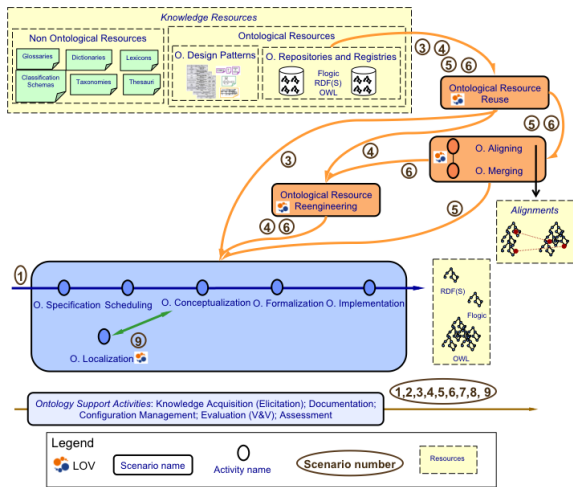 Knowledge Resources
Non Ontological Resources
Glossaries
Dictionaries
Lexicons
Classification
Schemas
Taxonomies
Thesauri
Ontological Resources
O. Design Patterns
O. Repositories and Registries
Flogic
RDF(S)
OWL
3 4
5 6
Ontological Resource
Reuse
3
4
5 6
6
O. Aligning
O. Merging
Ontological Resource
Reengineering
4 6
5
Alignments
1
O. Specification Scheduling O. Conceptualization O. Formalization O. Implementation
9
O. Localization
RDF(S)
Flogic
OWL
Ontology Support Activities: Knowledge Acquisition (Elicitation); Documentation;
Configuration Management; Evaluation (V&V); Assessment
1,2,3,4,5,6,7,8, 9
Legend
LOV
Scenario name
Activity name
Scenario number
Resources